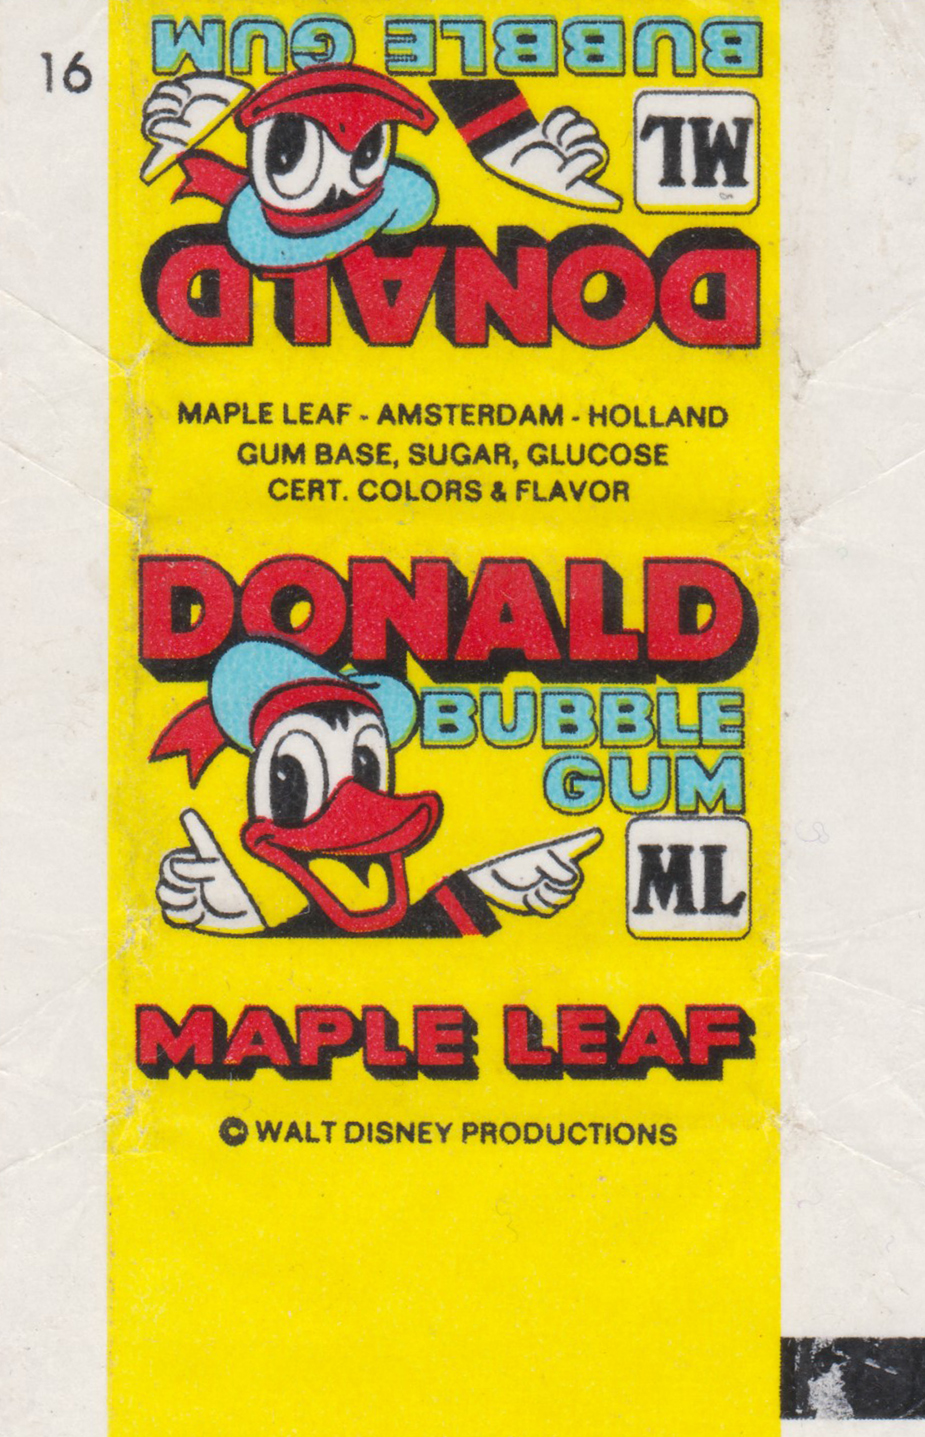 16
BUBBLE GUM
ML
DONALD
MAPLE LEAF - AMSTERDAM - HOLLAND
GUM BASE, SUGAR, GLUCOSE
CERT. COLORS & FLAVOR
DONALD
BUBBLE
GUM
ML
MAPLE LEAF
© WALT DISNEY PRODUCTIONS